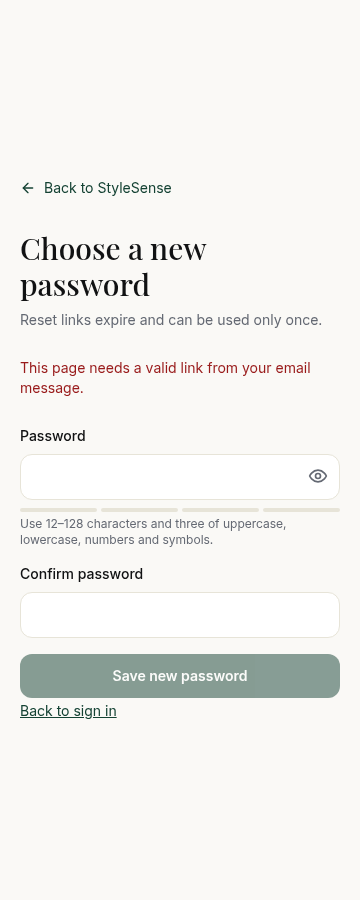 Back to StyleSense
Choose a new
password
Reset links expire and can be used only once.
This page needs a valid link from your email
message.
Password
Use 12–128 characters and three of uppercase,
lowercase, numbers and symbols.
Confirm password
Save new password
Back to sign in